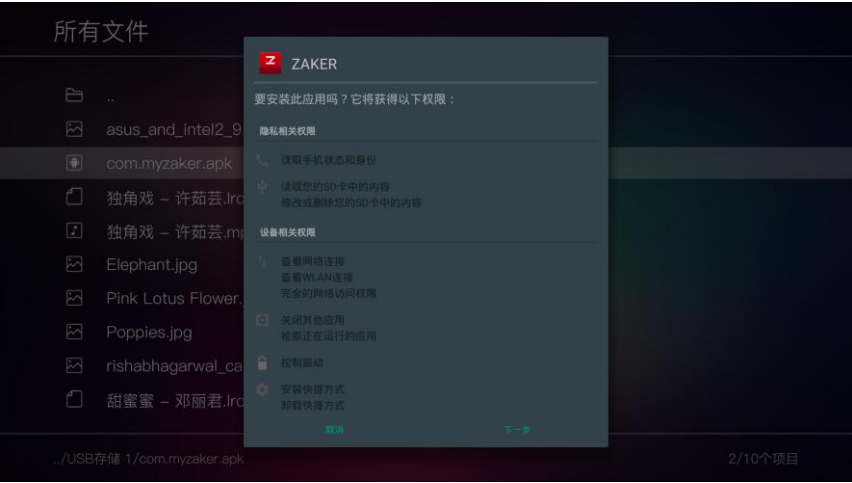 所有文件
ZAKER
要安装此应用吗？它将获得以下权限：
隐私相关权限
读取手机状态和身份
读取您的SD卡中的内容
修改或删除您的SD卡中的内容
设备相关权限
查看网络连接
查看WLAN连接
完全的网络访问权限
关闭其他应用
检索正在运行的应用
控制振动
安装快捷方式
卸载快捷方式
取消
下一步
..
asus_and_intel2_9
com.myzaker.apk
独角戏 – 许茹芸.lrc
独角戏 – 许茹芸.m
Elephant.jpg
Pink Lotus Flower.
Poppies.jpg
rishabhagarwal_ca
甜蜜蜜 – 邓丽君.lrc
../USB存储 1/com.myzaker.apk
2/10个项目